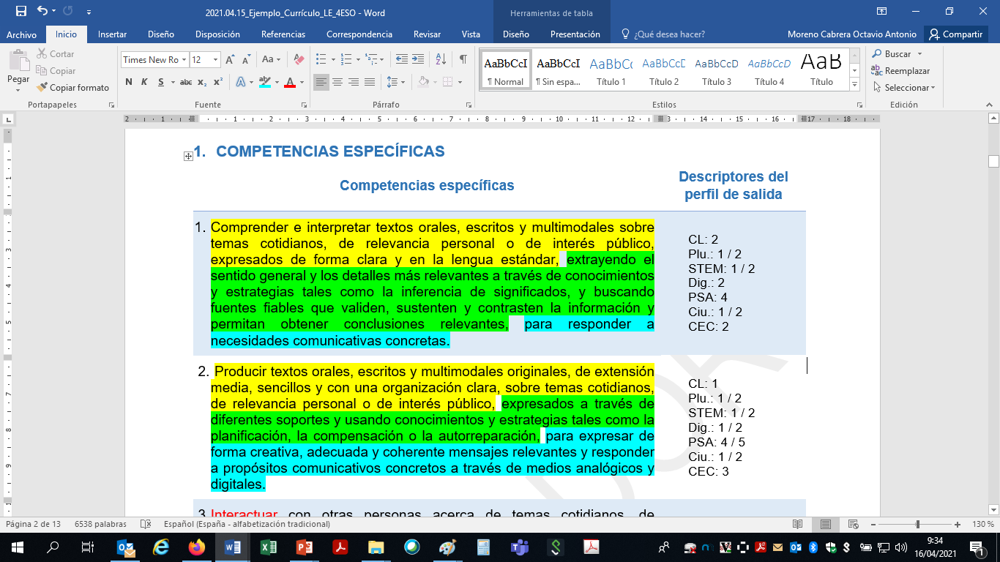 2021.04.15_Ejemplo_Currículo_LE_4ESO - Word
Herramientas de tabla
Archivo
Inicio
Insertar
Diseño
Disposición
Referencias
Correspondencia
Revisar
Vista
Diseño
Presentación
¿Qué desea hacer?
Moreno Cabrera Octavio Antonio
Compartir
Pegar
Cortar
Copiar
Copiar formato
Portapapeles
Times New Ro
12
Fuente
Párrafo
AaBbCcI
¶ Normal
AaBbCcI
¶ Sin espa...
AaBbCc
Título 1
AaBbCcD
Título 2
AaBbCcD
Título 3
AaBbCcD
Título 4
AaB
Título
Estilos
Buscar
Reemplazar
Seleccionar
Edición
1. COMPETENCIAS ESPECÍFICAS
Competencias específicas
Descriptores del
perfil de salida
1. Comprender e interpretar textos orales, escritos y multimodales sobre
temas cotidianos, de relevancia personal o de interés público,
expresados de forma clara y en la lengua estándar, extrayendo el
sentido general y los detalles más relevantes a través de conocimientos
y estrategias tales como la inferencia de significados, y buscando
fuentes fiables que validen, sustenten y contrasten la información y
permitan obtener conclusiones relevantes, para responder a
necesidades comunicativas concretas.
CL: 2
Plu.: 1 / 2
STEM: 1 / 2
Dig.: 2
PSA: 4
Ciu.: 1 / 2
CEC: 2
2. Producir textos orales, escritos y multimodales originales, de extensión
media, sencillos y con una organización clara, sobre temas cotidianos,
de relevancia personal o de interés público, expresados a través de
diferentes soportes y usando conocimientos y estrategias tales como la
planificación, la compensación o la autorreparación, para expresar de
forma creativa, adecuada y coherente mensajes relevantes y responder
a propósitos comunicativos concretos a través de medios analógicos y
digitales.
CL: 1
Plu.: 1 / 2
STEM: 1 / 2
Dig.: 1 / 2
PSA: 4 / 5
Ciu.: 1 / 2
CEC: 3
3. Interactuar con otras personas acerca de temas cotidianos, de
Página 2 de 13
6538 palabras
Español (España - alfabetización tradicional)
130 %
9:34
16/04/2021